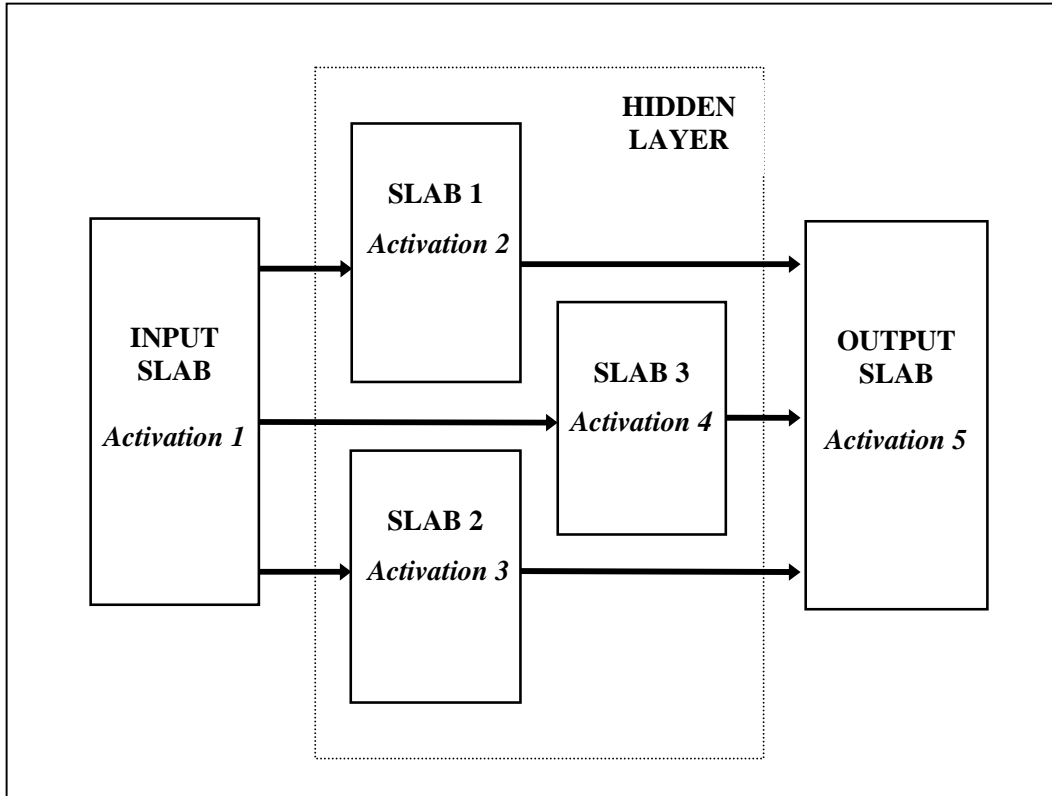 HIDDEN
LAYER
SLAB 1
Activation 2
INPUT
SLAB
Activation 1
SLAB 3
Activation 4
SLAB 2
Activation 3
OUTPUT
SLAB
Activation 5